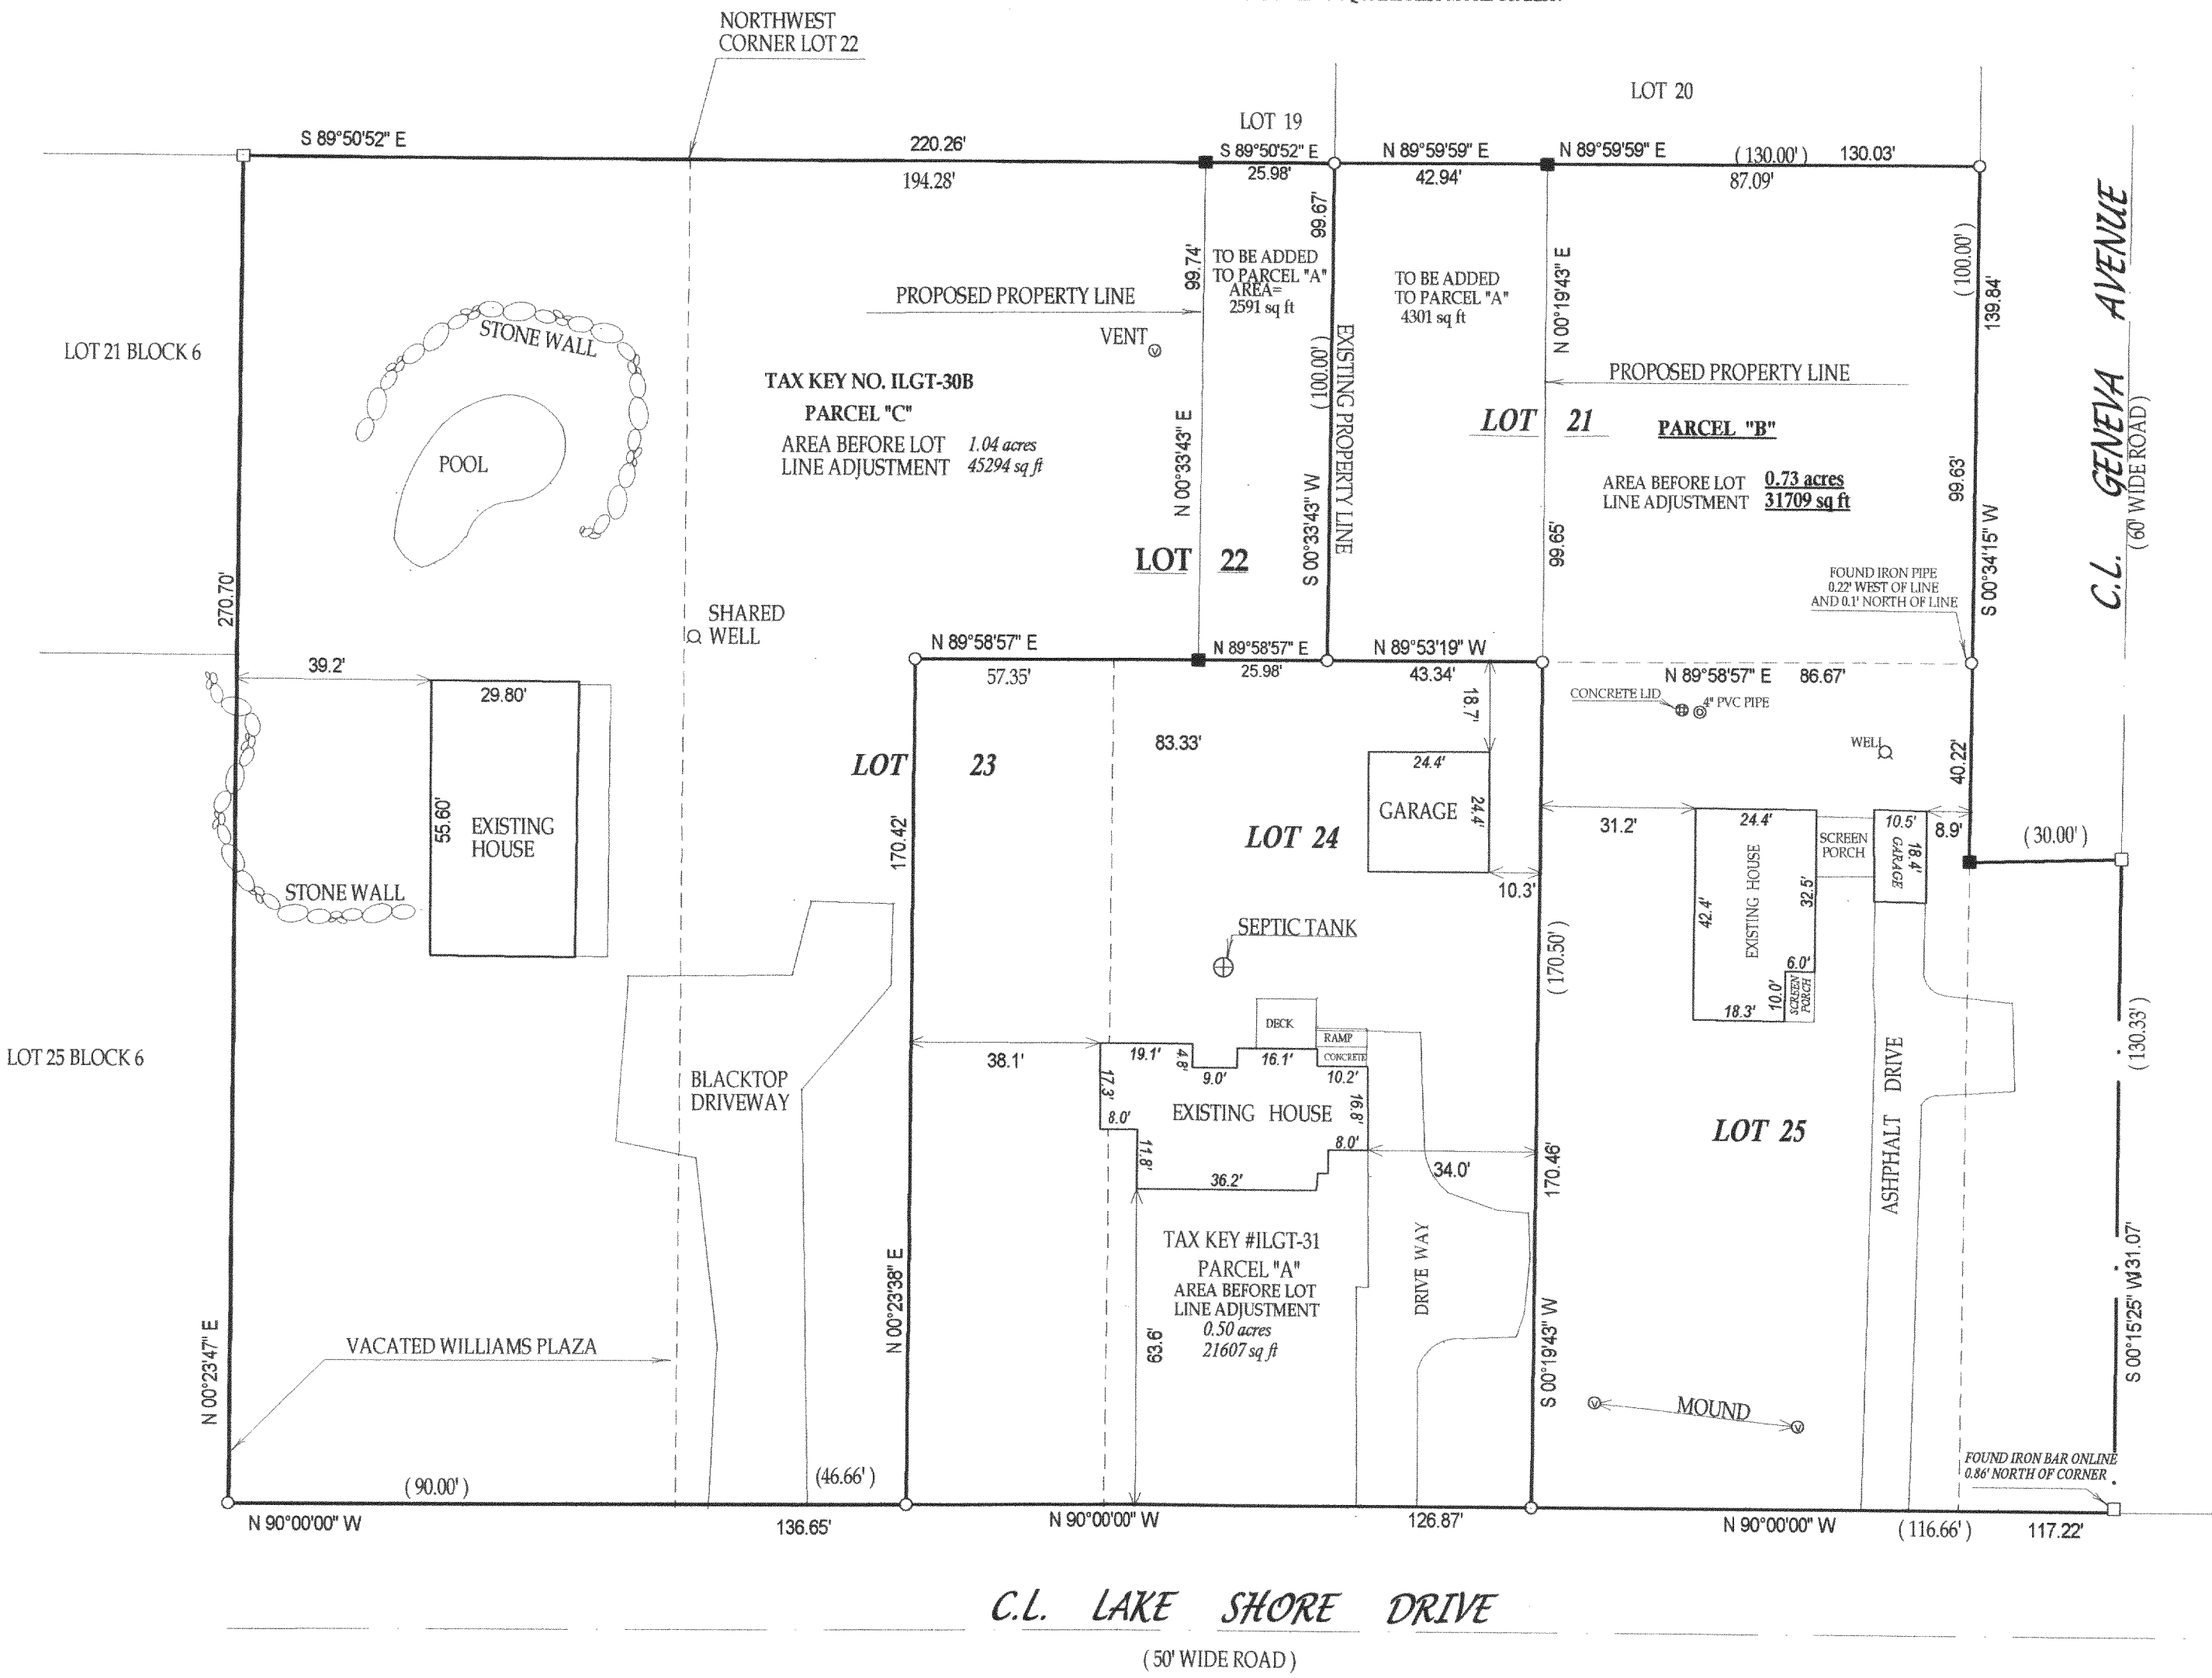 NORTHWEST
CORNER LOT 22
LOT 20
LOT 19
S 89°50'52" E
220.26'
S 89°50'52" E
N 89°59'59" E
N 89°59'59" E
( 130.00' )
130.03'
194.28'
25.98'
42.94'
87.09'
99.74'
99.67'
N 00°19'43" E
(100.00')
139.84'
C.L. GENEVA AVENUE
( 60' WIDE ROAD )
TO BE ADDED
TO PARCEL "A"
AREA=
2591 sq ft
TO BE ADDED
TO PARCEL "A"
4301 sq ft
PROPOSED PROPERTY LINE
VENT
V
STONE WALL
LOT 21 BLOCK 6
POOL
TAX KEY NO. ILGT-30B
PARCEL "C"
AREA BEFORE LOT 1.04 acres
LINE ADJUSTMENT 45294 sq ft
(100.00')
EXISTING PROPERTY LINE
PROPOSED PROPERTY LINE
LOT 21
PARCEL "B"
AREA BEFORE LOT 0.73 acres
LINE ADJUSTMENT 31709 sq ft
N 00°33'43" E
S 00°33'43" W
99.65'
99.63'
S 00°34'15" W
LOT 22
FOUND IRON PIPE
0.22' WEST OF LINE
AND 0.1' NORTH OF LINE
270.70'
SHARED
WELL
N 89°58'57" E
N 89°58'57" E
N 89°53'19" W
57.35'
25.98'
43.34'
N 89°58'57" E 86.67'
39.2'
29.80'
18.7'
CONCRETE LID
4" PVC PIPE
WELL
40.22'
83.33'
LOT 23
55.60'
EXISTING
HOUSE
170.42'
24.4'
GARAGE
24.4'
LOT 24
10.3'
31.2'
24.4'
SCREEN
PORCH
10.5'
18.4'
GARAGE
8.9'
( 30.00' )
STONE WALL
42.4'
EXISTING HOUSE
32.5'
6.0'
10.0'
SCREEN
PORCH
18.3'
SEPTIC TANK
( 170.50' )
DECK
RAMP
CONCRETE
LOT 25 BLOCK 6
BLACKTOP
DRIVEWAY
38.1'
19.1'
4.8'
9.0'
16.1'
10.2'
17.3'
8.0'
EXISTING HOUSE
16.8'
8.0'
11.8'
36.2'
34.0'
170.46'
LOT 25
ASHPHALT DRIVE
( 130.33' )
TAX KEY #ILGT-31
PARCEL "A"
AREA BEFORE LOT
LINE ADJUSTMENT
0.50 acres
21607 sq ft
DRIVE WAY
63.6'
N 00°23'38" E
S 00°19'43" W
131.07'
S 00°15'25" W
N 00°23'47" E
VACATED WILLIAMS PLAZA
V
MOUND
V
FOUND IRON BAR ONLINE
0.86' NORTH OF CORNER
( 90.00' )
(46.66' )
N 90°00'00" W
136.65'
N 90°00'00" W
126.87'
N 90°00'00" W
( 116.66' )
117.22'
C.L. LAKE SHORE DRIVE
( 50' WIDE ROAD )